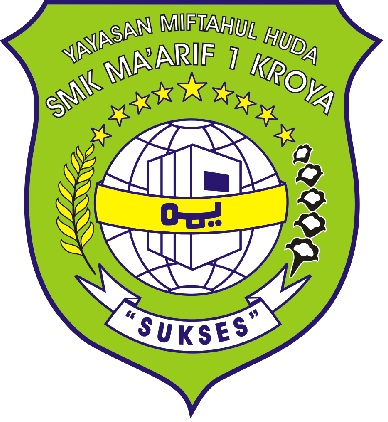 YAYASAN MIFTAHUL HUDA
SMK MA'ARIF 1 KROYA
"SUKSES"